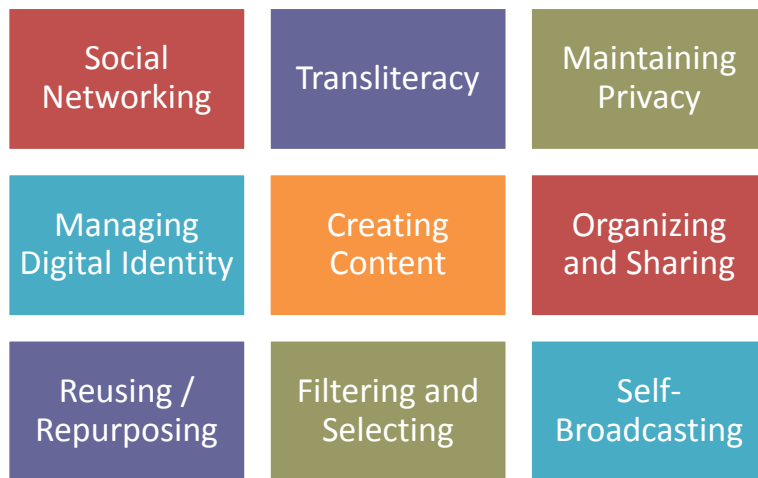 Social
Networking
Transliteracy
Maintaining
Privacy
Managing
Digital Identity
Creating
Content
Organizing
and Sharing
Reusing /
Repurposing
Filtering and
Selecting
Self-
Broadcasting